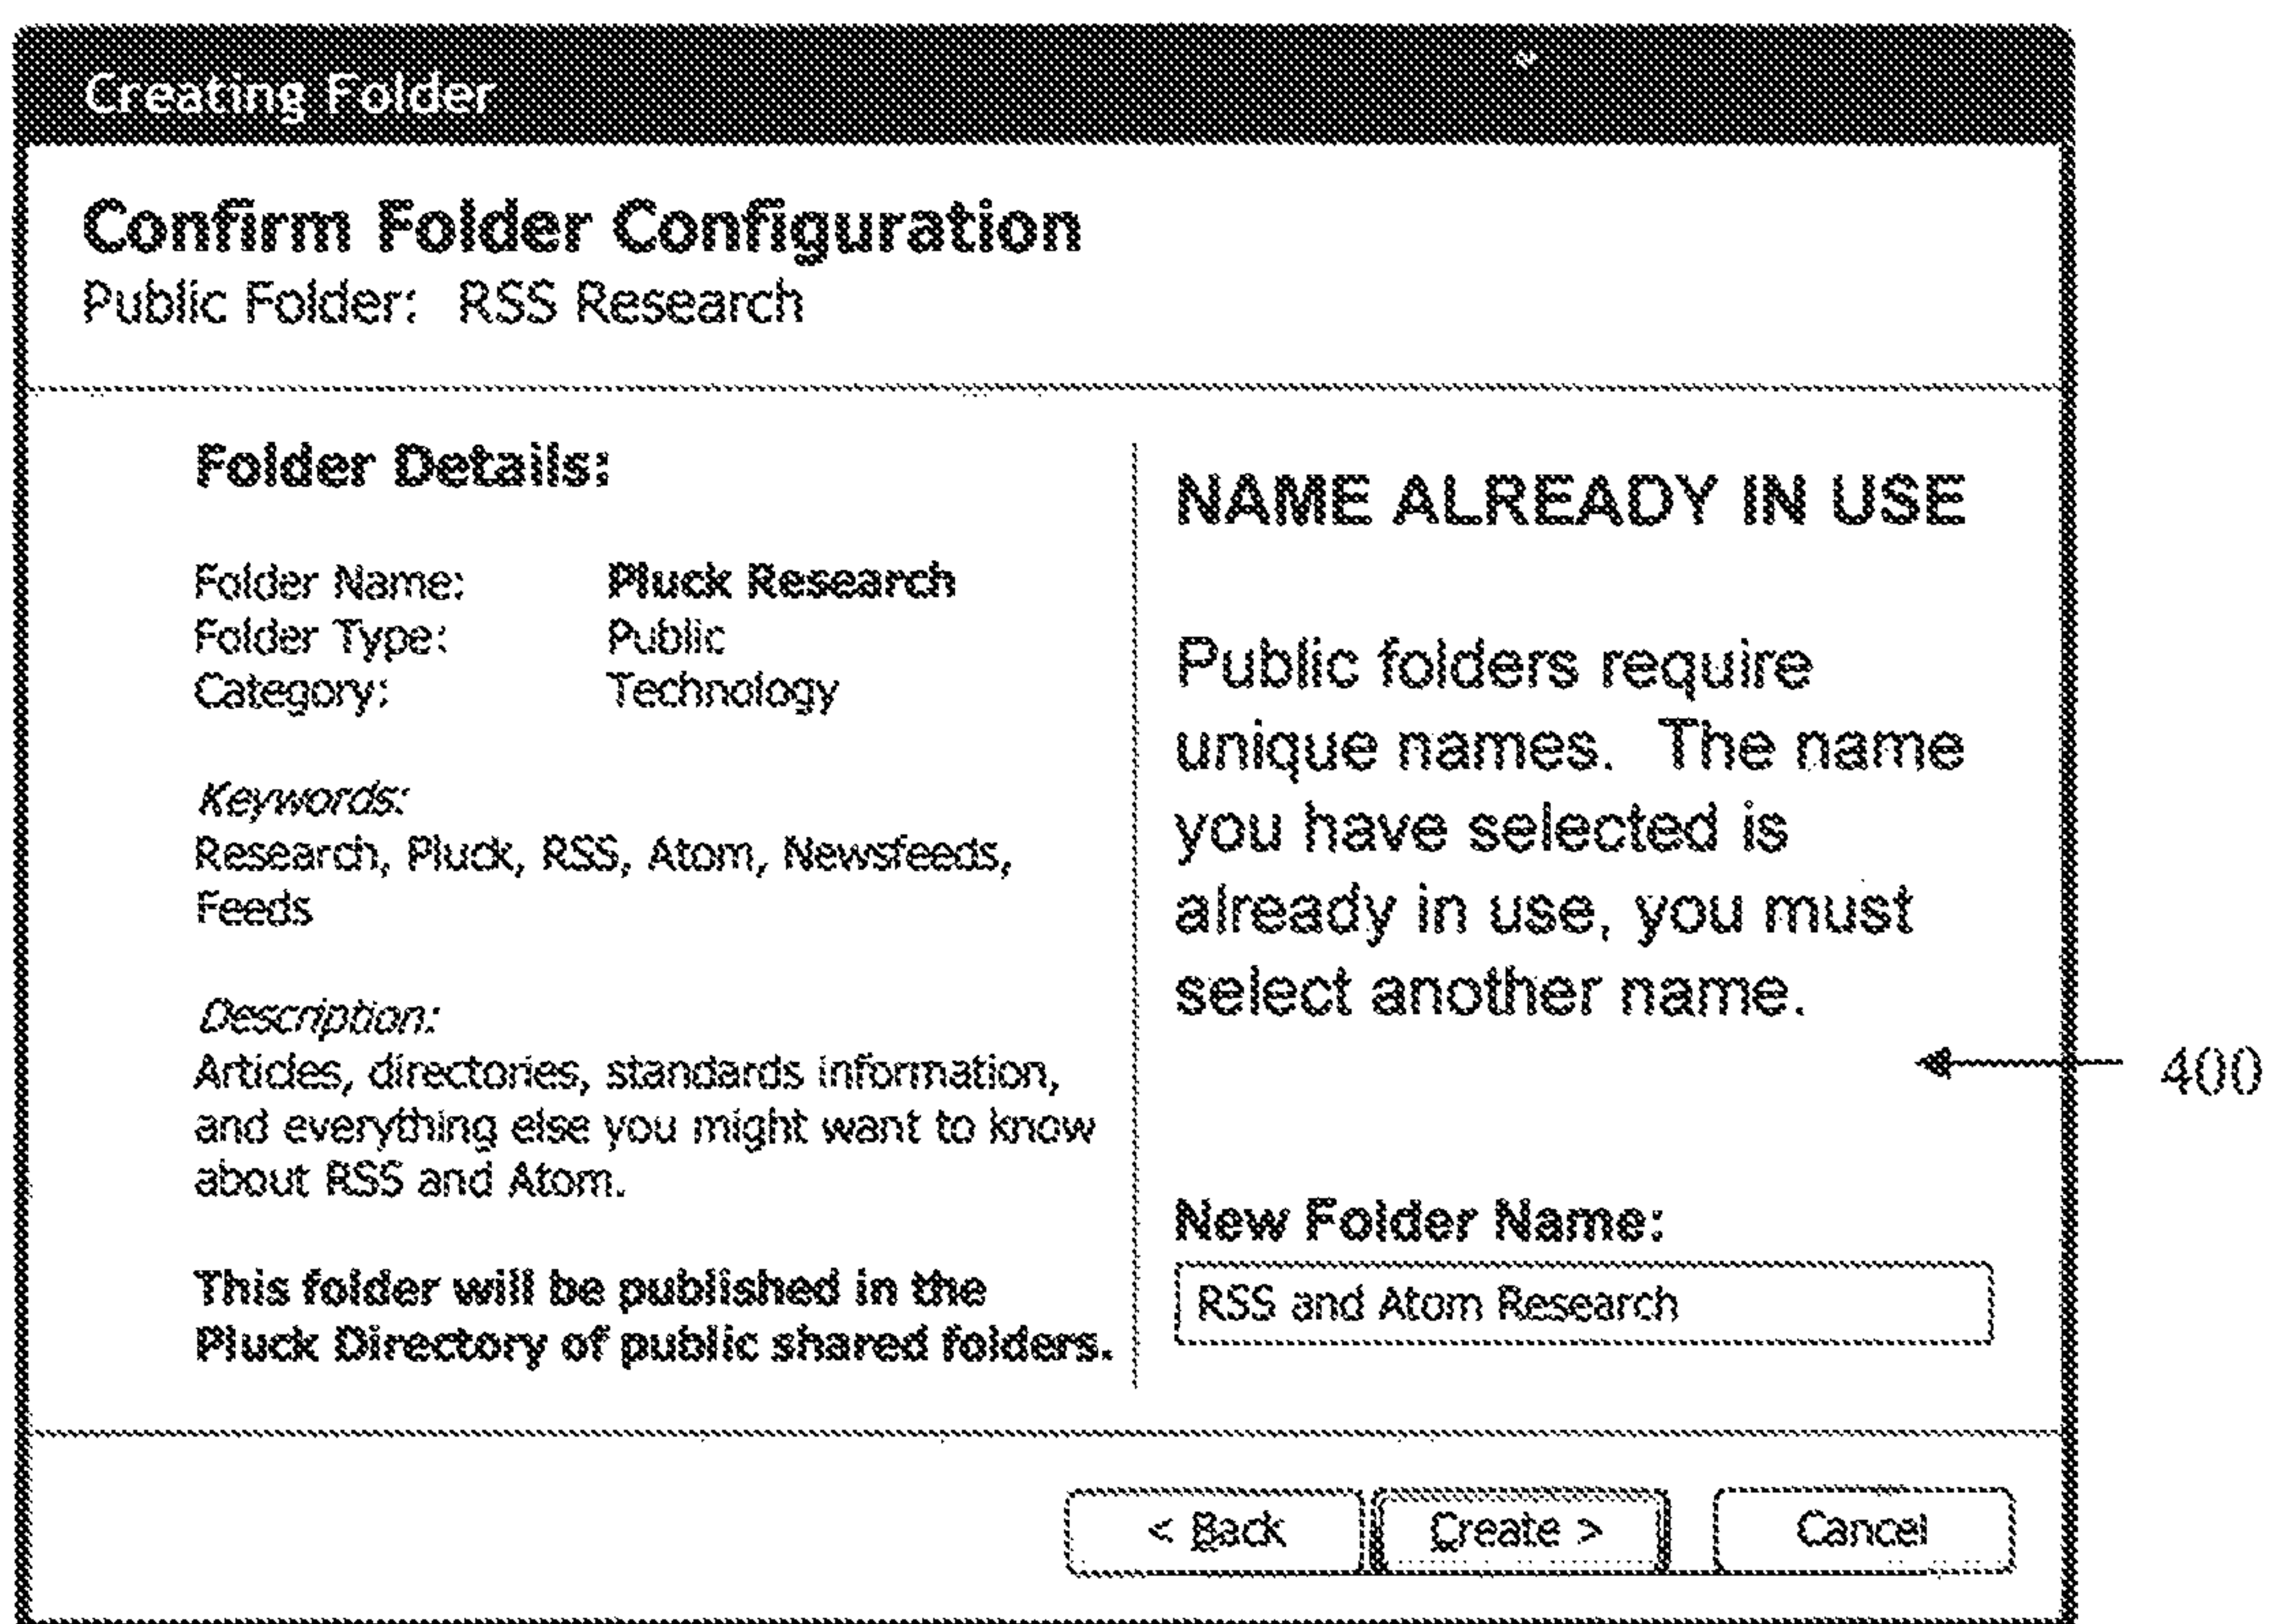 Creating Folder
Confirm Folder Configuration
Public Folder: RSS Research
Folder Details:
Folder Name: Pluck Research
Folder Type: Public
Category: Technology
Keywords:
Research, Pluck, RSS, Atom, Newsfeeds,
Feeds
Description:
Articles, directories, standards information,
and everything else you might want to know
about RSS and Atom.
This folder will be published in the
Pluck Directory of public shared folders.
NAME ALREADY IN USE
Public folders require
unique names. The name
you have selected is
already in use, you must
select another name.
400
New Folder Name:
RSS and Atom Research
< Back
Create >
Cancel